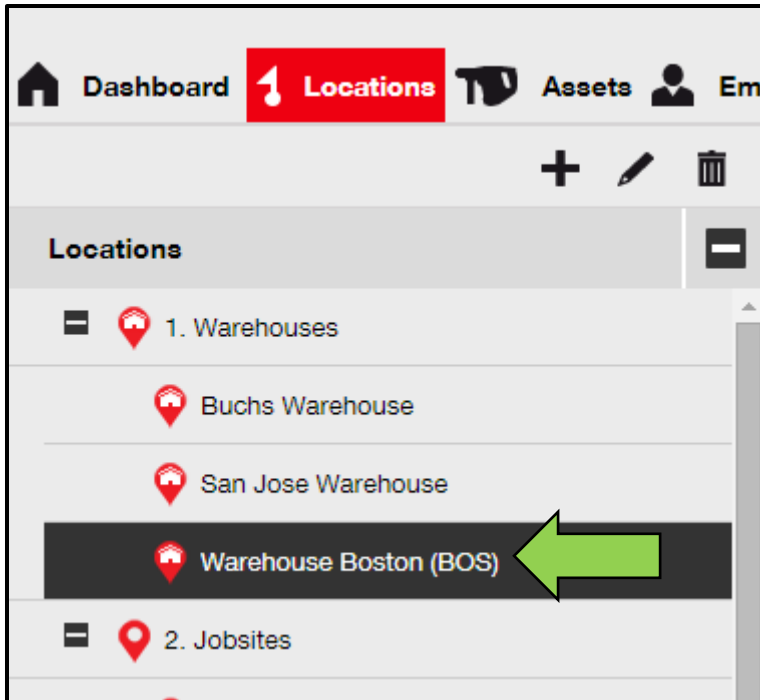 Dashboard Locations Assets Em
Locations
1. Warehouses
Buchs Warehouse
San Jose Warehouse
Warehouse Boston (BOS)
2. Jobsites